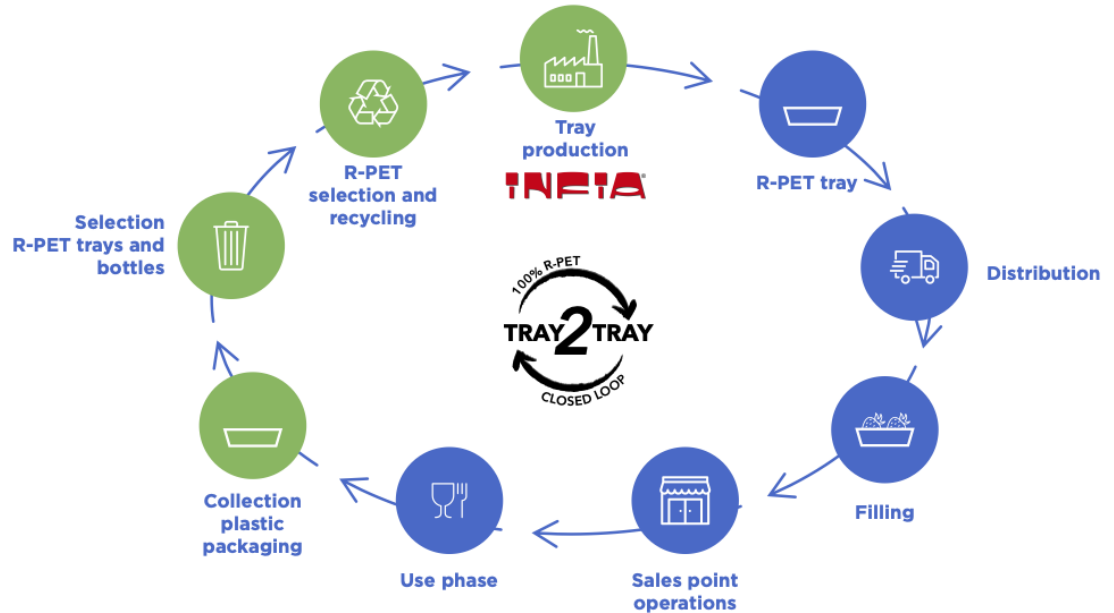 Tray
production
INFIA®
R-PET tray
Distribution
Filling
Sales point
operations
Use phase
Collection
plastic
packaging
Selection
R-PET trays and
bottles
R-PET
selection and
recycling
100% R-PET
TRAY2TRAY
CLOSED LOOP